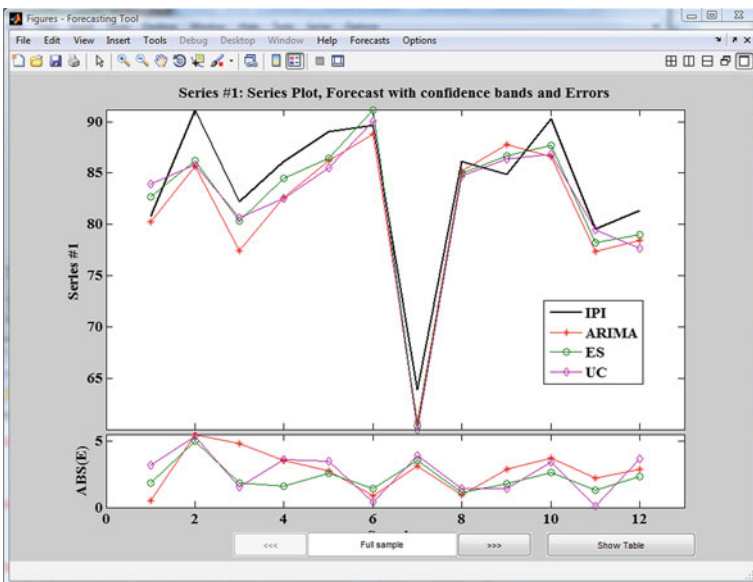 Figures - Forecasting Tool
File Edit View Insert Tools Debug Desktop Window Help Forecasts Options
Series #1: Series Plot, Forecast with confidence bands and Errors
90
85
80
75
70
65
Series #1
IPI
ARIMA
ES
UC
5
0
ABS(E)
0 2 4 6 8 10 12
<<< Full sample >>> Show Table